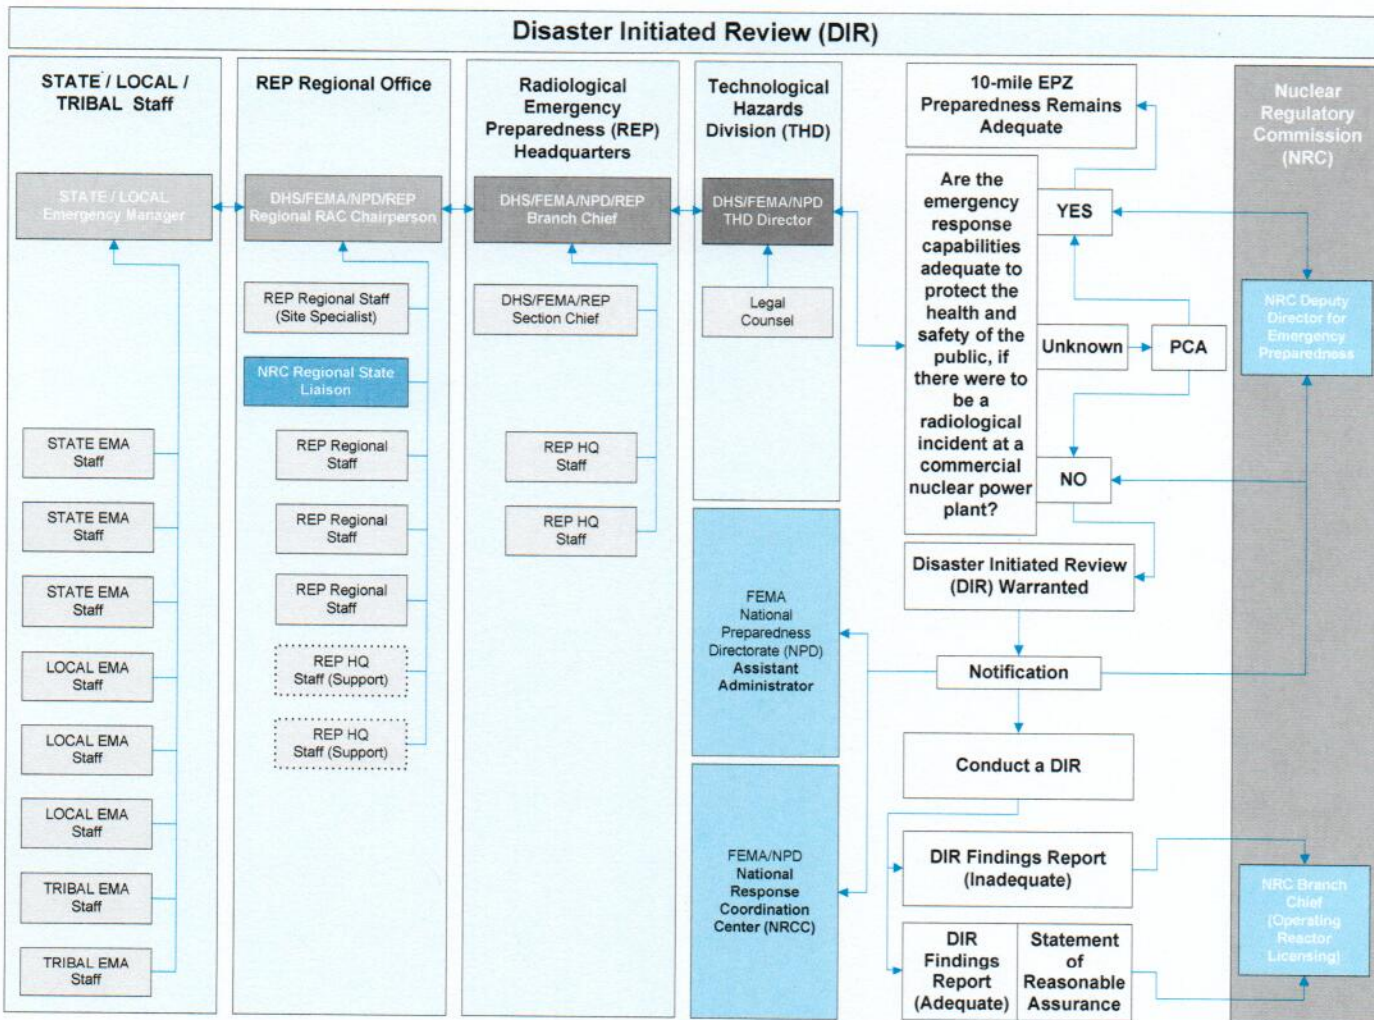 Disaster Initiated Review (DIR)
STATE / LOCAL /
TRIBAL Staff
STATE / LOCAL
Emergency Manager
STATE EMA
Staff
STATE EMA
Staff
STATE EMA
Staff
LOCAL EMA
Staff
LOCAL EMA
Staff
LOCAL EMA
Staff
TRIBAL EMA
Staff
TRIBAL EMA
Staff
REP Regional Office
DHS/FEMA/NPD/REP
Regional RAC Chairperson
REP Regional Staff
(Site Specialist)
NRC Regional State
Liaison
REP Regional
Staff
REP Regional
Staff
REP Regional
Staff
REP HQ
Staff (Support)
REP HQ
Staff (Support)
Radiological
Emergency
Preparedness (REP)
Headquarters
DHS/FEMA/NPD/REP
Branch Chief
DHS/FEMA/REP
Section Chief
REP HQ
Staff
REP HQ
Staff
Technological
Hazards
Division (THD)
DHS/FEMA/NPD
THD Director
Legal
Counsel
FEMA
National
Preparedness
Directorate (NPD)
Assistant
Administrator
FEMA/NPD
National
Response
Coordination
Center (NRCC)
10-mile EPZ
Preparedness Remains
Adequate
Are the
emergency
response
capabilities
adequate to
protect the
health and
safety of the
public, if
there were to
be a
radiological
incident at a
commercial
nuclear power
plant?
YES
Unknown
PCA
NO
Disaster Initiated Review
(DIR) Warranted
Notification
Conduct a DIR
DIR Findings Report
(Inadequate)
DIR
Findings
Report
(Adequate)
Statement
of
Reasonable
Assurance
Nuclear
Regulatory
Commission
(NRC)
NRC Deputy
Director for
Emergency
Preparedness
NRC Branch
Chief
(Operating
Reactor
Licensing)